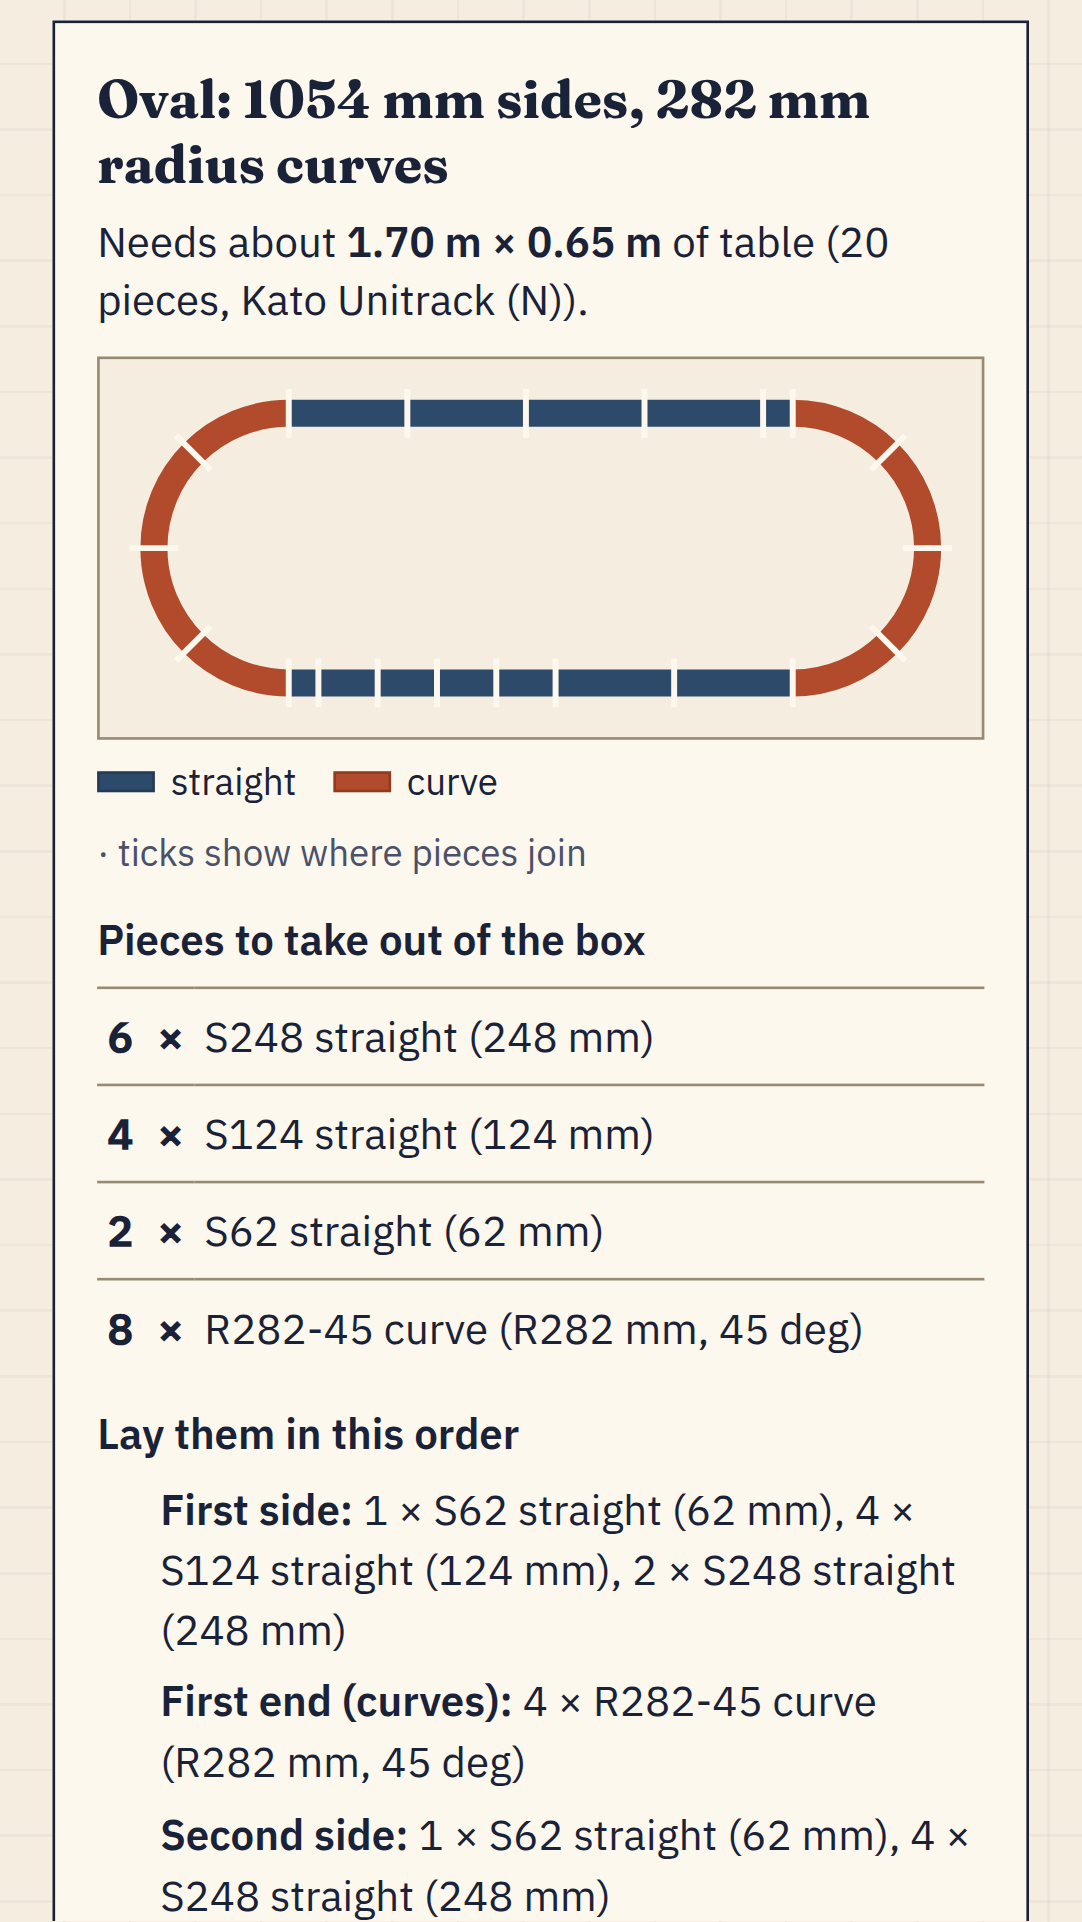 Oval: 1054 mm sides, 282 mm
radius curves
Needs about 1.70 m × 0.65 m of table (20
pieces, Kato Unitrack (N)).
straight curve
· ticks show where pieces join
Pieces to take out of the box
6 × S248 straight (248 mm)
4 × S124 straight (124 mm)
2 × S62 straight (62 mm)
8 × R282-45 curve (R282 mm, 45 deg)
Lay them in this order
First side: 1 × S62 straight (62 mm), 4 ×
S124 straight (124 mm), 2 × S248 straight
(248 mm)
First end (curves): 4 × R282-45 curve
(R282 mm, 45 deg)
Second side: 1 × S62 straight (62 mm), 4 ×
S248 straight (248 mm)